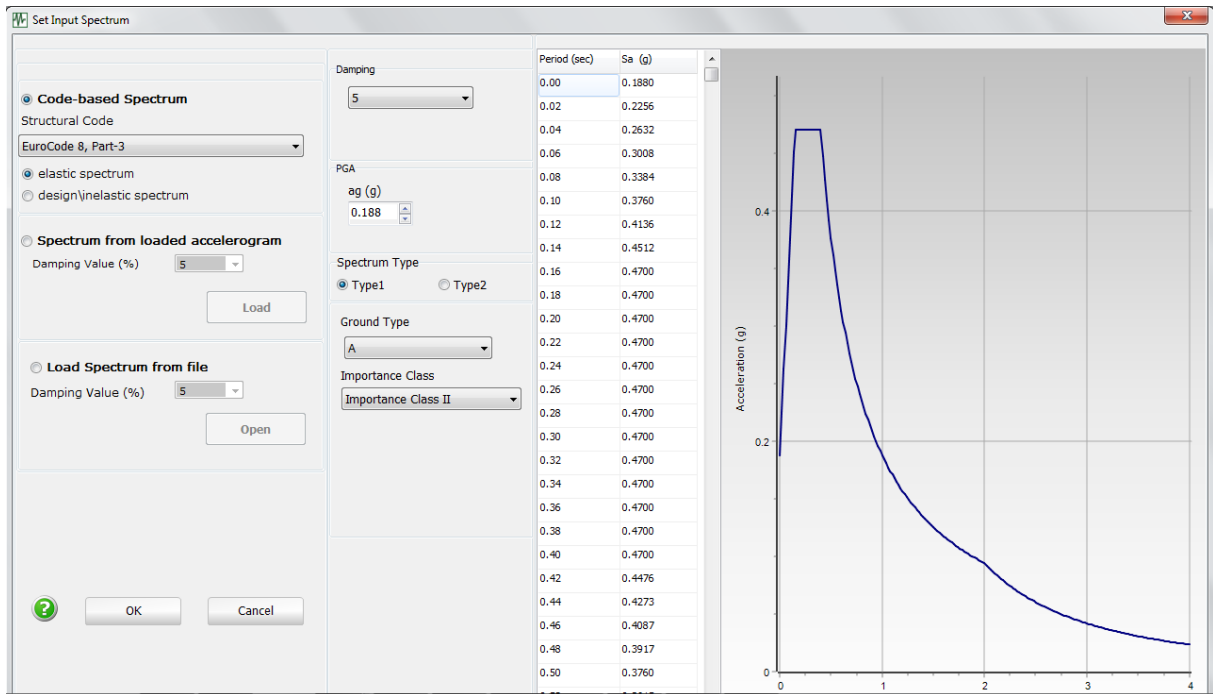 Set Input Spectrum
Code-based Spectrum
Structural Code
EuroCode 8, Part-3
elastic spectrum
design\inelastic spectrum
Spectrum from loaded accelerogram
Damping Value (%) 5
Load
Load Spectrum from file
Damping Value (%) 5
Open
OK Cancel
Damping
5
PGA
ag (g)
0.188
Spectrum Type
Type1 Type2
Ground Type
A
Importance Class
Importance Class II
Period (sec) Sa (g)
0.00 0.1880
0.02 0.2256
0.04 0.2632
0.06 0.3008
0.08 0.3384
0.10 0.3760
0.12 0.4136
0.14 0.4512
0.16 0.4700
0.18 0.4700
0.20 0.4700
0.22 0.4700
0.24 0.4700
0.26 0.4700
0.28 0.4700
0.30 0.4700
0.32 0.4700
0.34 0.4700
0.36 0.4700
0.38 0.4700
0.40 0.4700
0.42 0.4476
0.44 0.4273
0.46 0.4087
0.48 0.3917
0.50 0.3760
Acceleration (g)
0.4
0.2
0
0 1 2 3 4